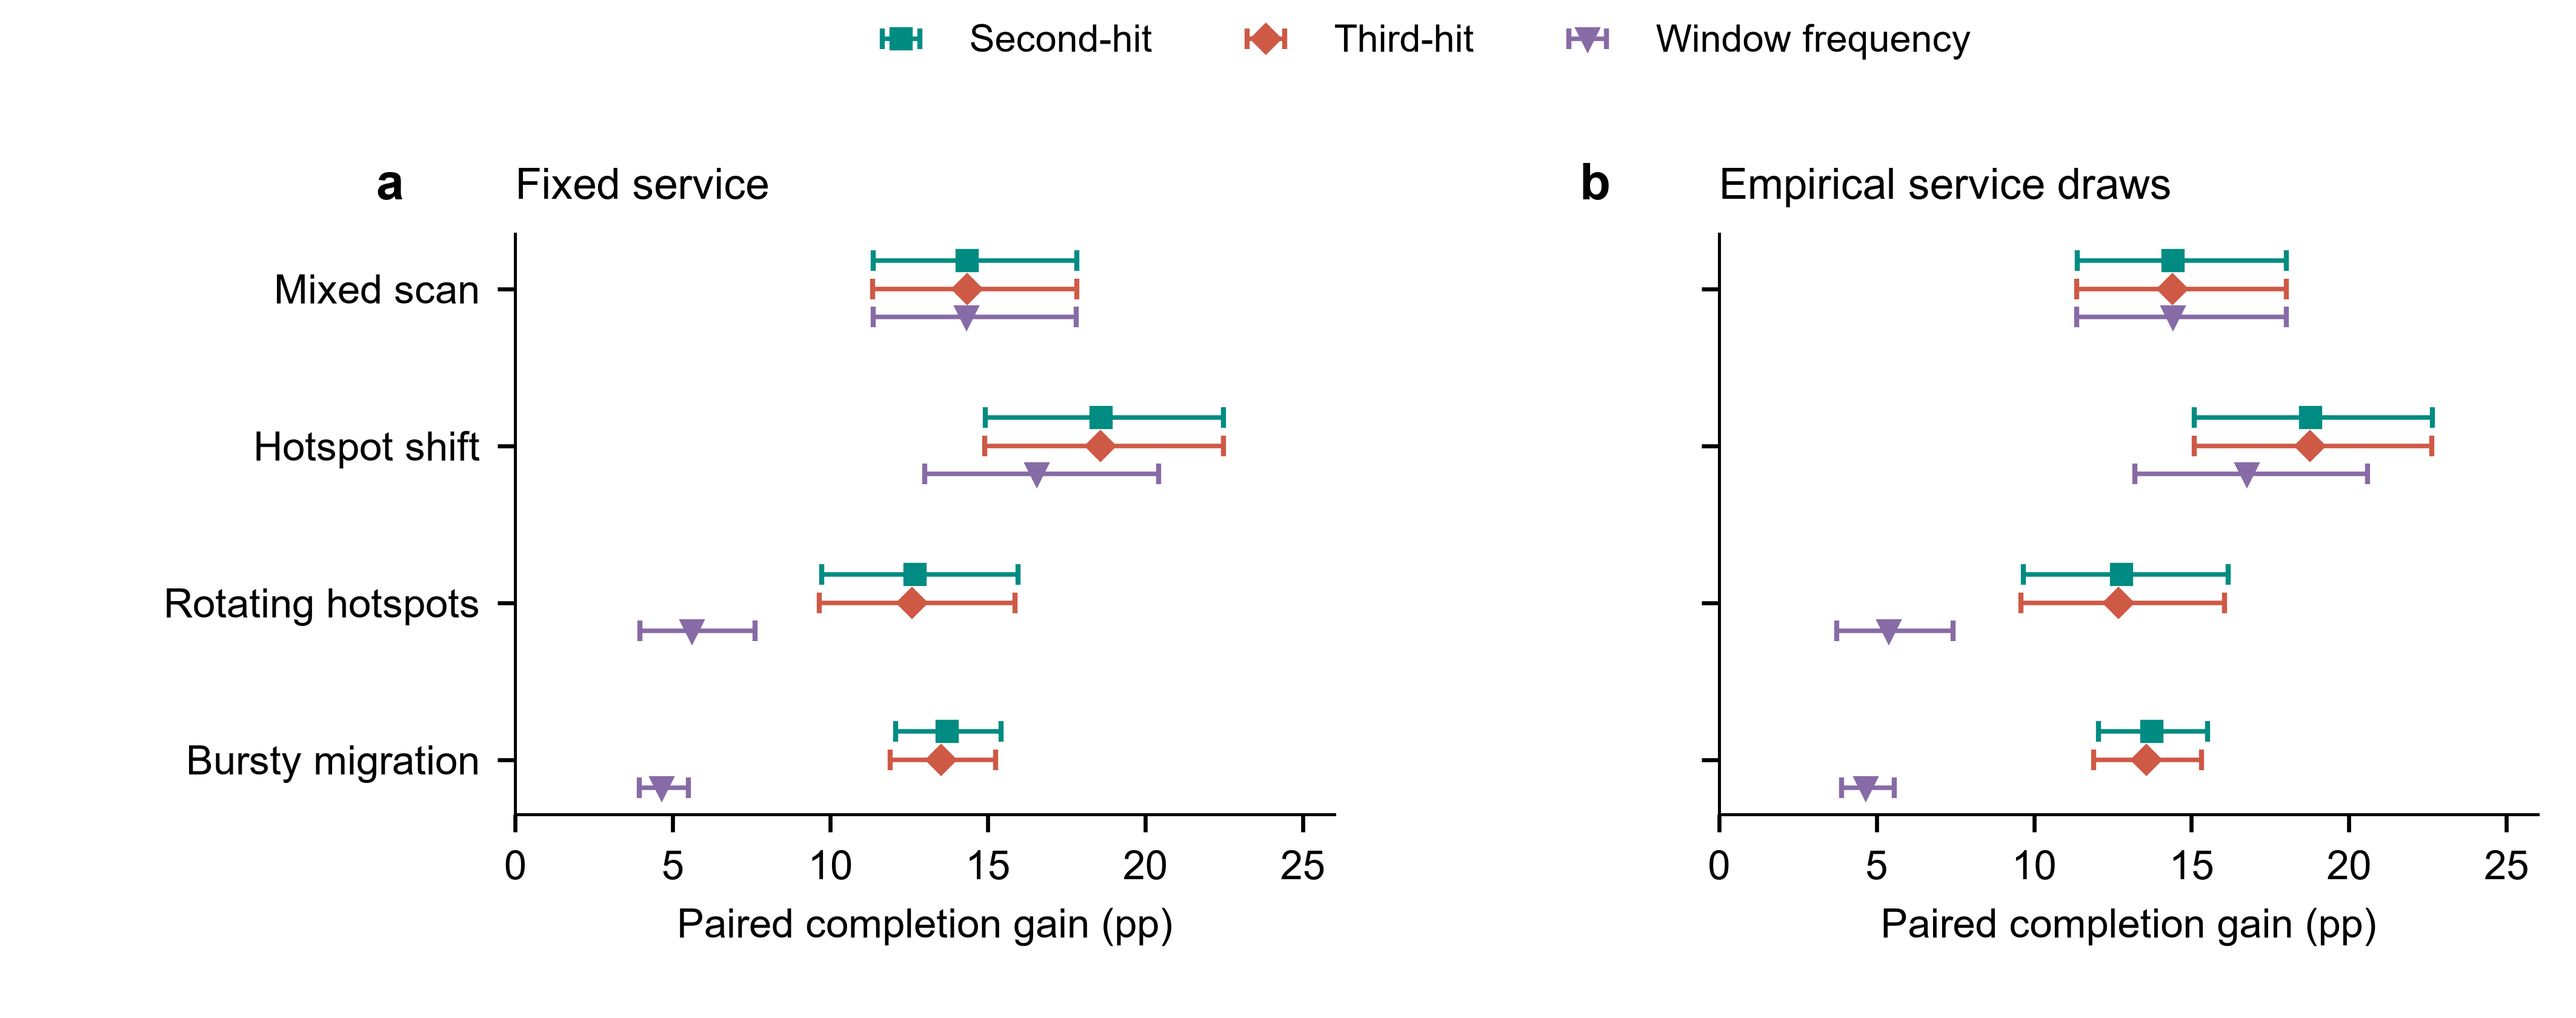 Second-hit Third-hit Window frequency
a Fixed service
Mixed scan
Hotspot shift
Rotating hotspots
Bursty migration
0 5 10 15 20 25
Paired completion gain (pp)
b Empirical service draws
0 5 10 15 20 25
Paired completion gain (pp)